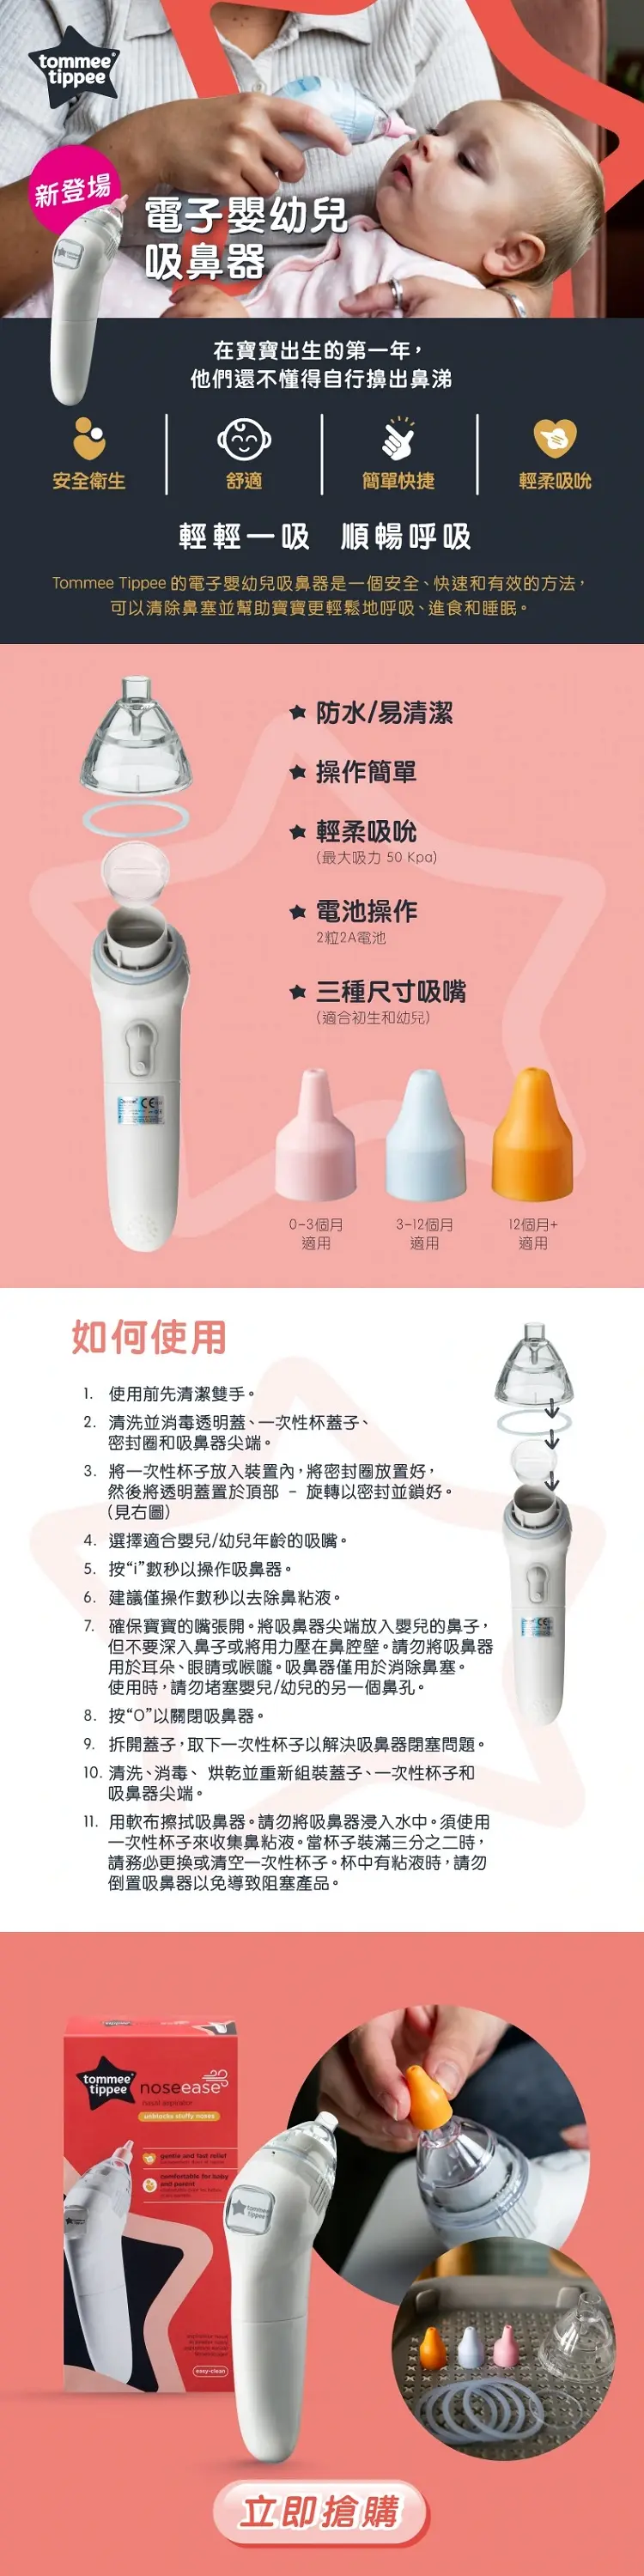 tommee
tippee
新登場
電子嬰幼兒
吸鼻器
在寶寶出生的第一年，
他們還不懂得自行擤出鼻涕
安全衛生
舒適
簡單快捷
輕柔吸吮
輕輕一吸 順暢呼吸
Tommee Tippee 的電子嬰幼兒吸鼻器是一個安全、快速和有效的方法，
可以清除鼻塞並幫助寶寶更輕鬆地呼吸、進食和睡眠。
防水/易清潔
操作簡單
輕柔吸吮
(最大吸力 50 Kpa)
電池操作
2粒2A電池
三種尺寸吸嘴
(適合初生和幼兒)
CE
0-3個月
適用
3-12個月
適用
12個月+
適用
如何使用
1. 使用前先清潔雙手。
2. 清洗並消毒透明蓋、一次性杯蓋子、
密封圈和吸鼻器尖端。
3. 將一次性杯子放入裝置內，將密封圈放置好，
然後將透明蓋置於頂部 - 旋轉以密封並鎖好。
(見右圖)
4. 選擇適合嬰兒/幼兒年齡的吸嘴。
5. 按“i”數秒以操作吸鼻器。
6. 建議僅操作數秒以去除鼻粘液。
7. 確保寶寶的嘴張開。將吸鼻器尖端放入嬰兒的鼻子，
但不要深入鼻子或將用力壓在鼻腔壁。請勿將吸鼻器
用於耳朵、眼睛或喉嚨。吸鼻器僅用於消除鼻塞。
使用時，請勿堵塞嬰兒/幼兒的另一個鼻孔。
8. 按“O”以關閉吸鼻器。
9. 拆開蓋子，取下一次性杯子以解決吸鼻器閉塞問題。
10. 清洗、消毒、 烘乾並重新組裝蓋子、一次性杯子和
吸鼻器尖端。
11. 用軟布擦拭吸鼻器。請勿將吸鼻器浸入水中。須使用
一次性杯子來收集鼻粘液。當杯子裝滿三分之二時，
請務必更換或清空一次性杯子。杯中有粘液時，請勿
倒置吸鼻器以免導致阻塞產品。
CE
tommee
tippee
noseease
nasal aspirator
unblocks stuffy noses
gentle and fast relief
comfortable for baby
and parent
easy-clean
tommee
tippee
立即搶購